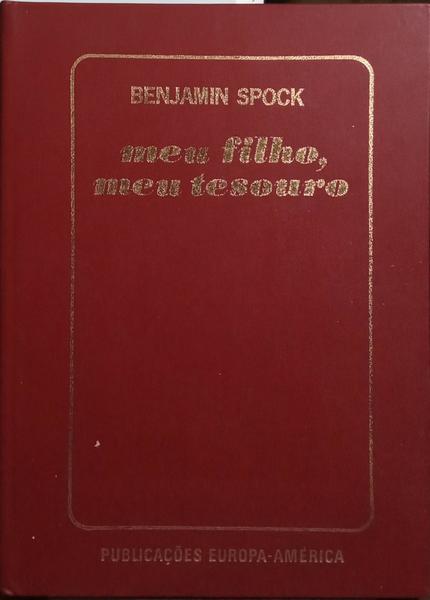 BENJAMIN SPOCK
meu filho,
meu tesouro
PUBLICAÇÕES EUROPA-AMÉRICA